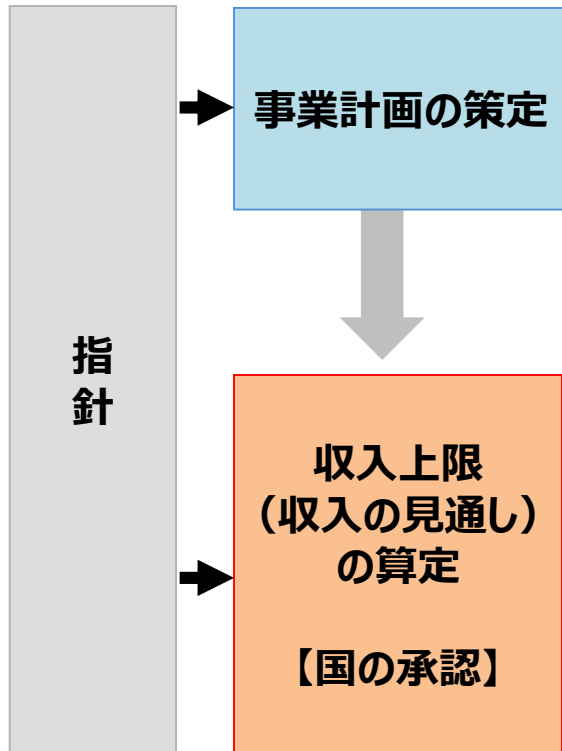 指
針
事業計画の策定
収入上限
（収入の見通し）
の算定
【国の承認】